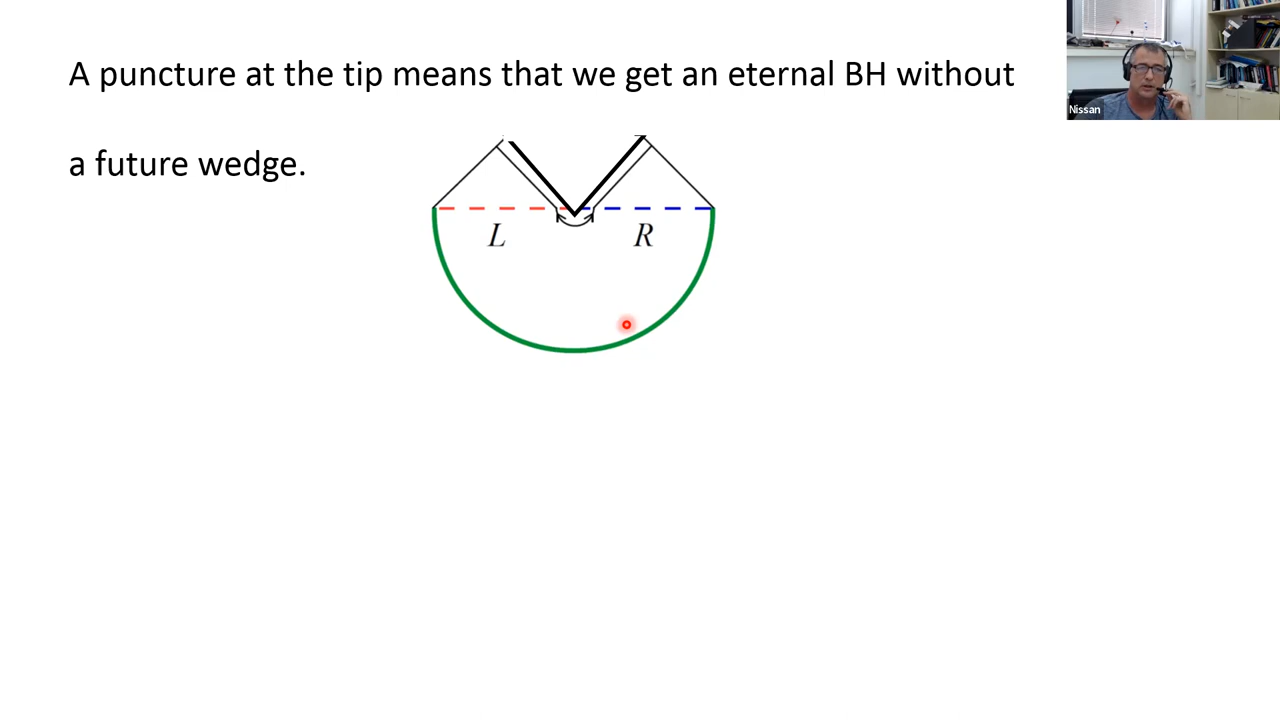 A puncture at the tip means that we get an eternal BH without
a future wedge.
L
R
Nissan